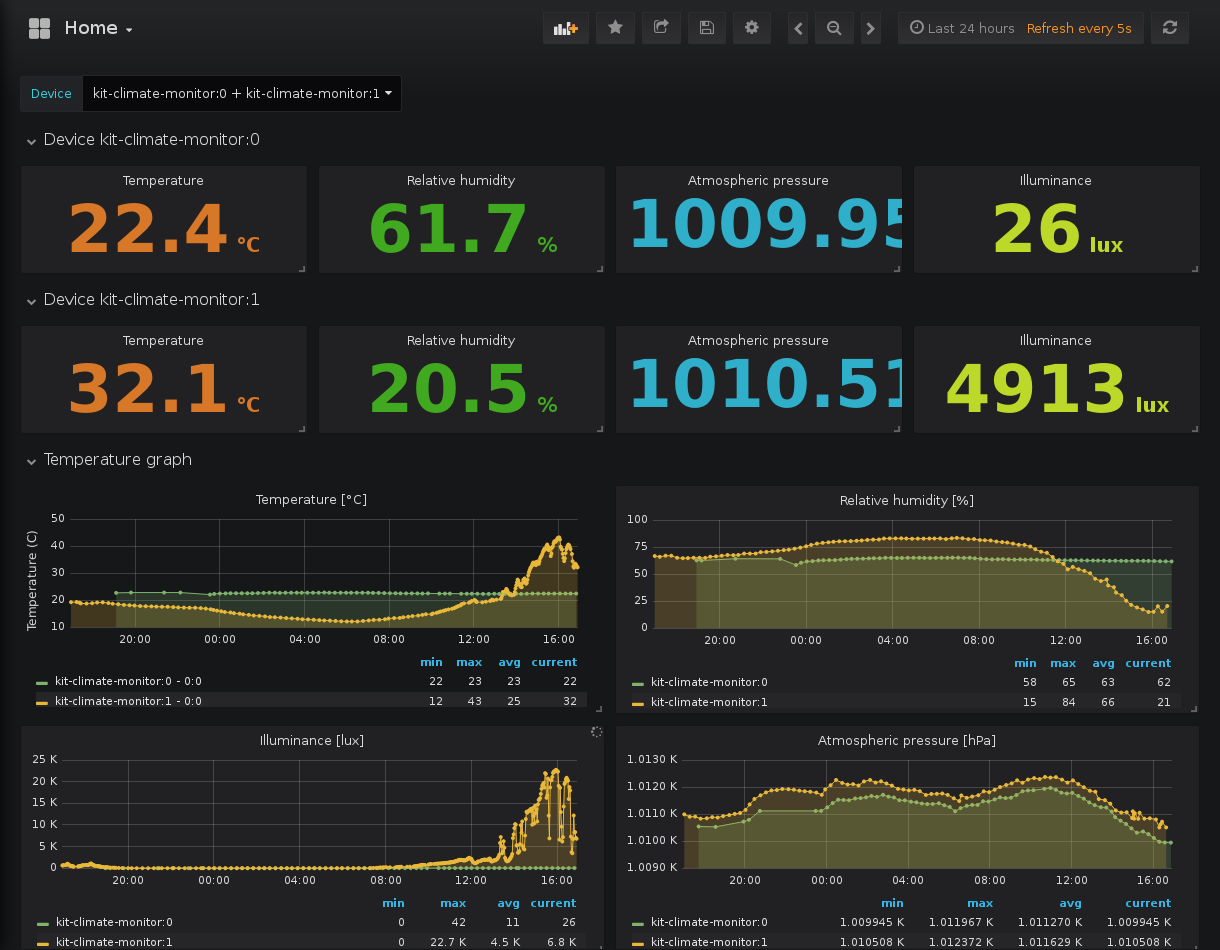 Home
Last 24 hours Refresh every 5s
Device kit-climate-monitor:0 + kit-climate-monitor:1
Device kit-climate-monitor:0
Temperature Relative humidity Atmospheric pressure Illuminance
22.4 °C 61.7 % 1009.95 26 lux
Device kit-climate-monitor:1
Temperature Relative humidity Atmospheric pressure Illuminance
32.1 °C 20.5 % 1010.51 4913 lux
Temperature graph
Temperature [°C]
Temperature (C)
50
40
30
20
10
20:00 00:00 04:00 08:00 12:00 16:00
min max avg current
kit-climate-monitor:0 - 0:0 22 23 23 22
kit-climate-monitor:1 - 0:0 12 43 25 32
Relative humidity [%]
100
75
50
25
0
20:00 00:00 04:00 08:00 12:00 16:00
min max avg current
kit-climate-monitor:0 58 65 63 62
kit-climate-monitor:1 15 84 66 21
Illuminance [lux]
25 K
20 K
15 K
10 K
5 K
0
20:00 00:00 04:00 08:00 12:00 16:00
min max avg current
kit-climate-monitor:0 0 42 11 26
kit-climate-monitor:1 0 22.7 K 4.5 K 6.8 K
Atmospheric pressure [hPa]
1.0130 K
1.0120 K
1.0110 K
1.0100 K
1.0090 K
20:00 00:00 04:00 08:00 12:00 16:00
min max avg current
kit-climate-monitor:0 1.009945 K 1.011967 K 1.011270 K 1.009945 K
kit-climate-monitor:1 1.010508 K 1.012372 K 1.011629 K 1.010508 K